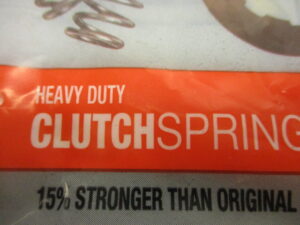 HEAVY DUTY
CLUTCHSPRING
15% STRONGER THAN ORIGINAL